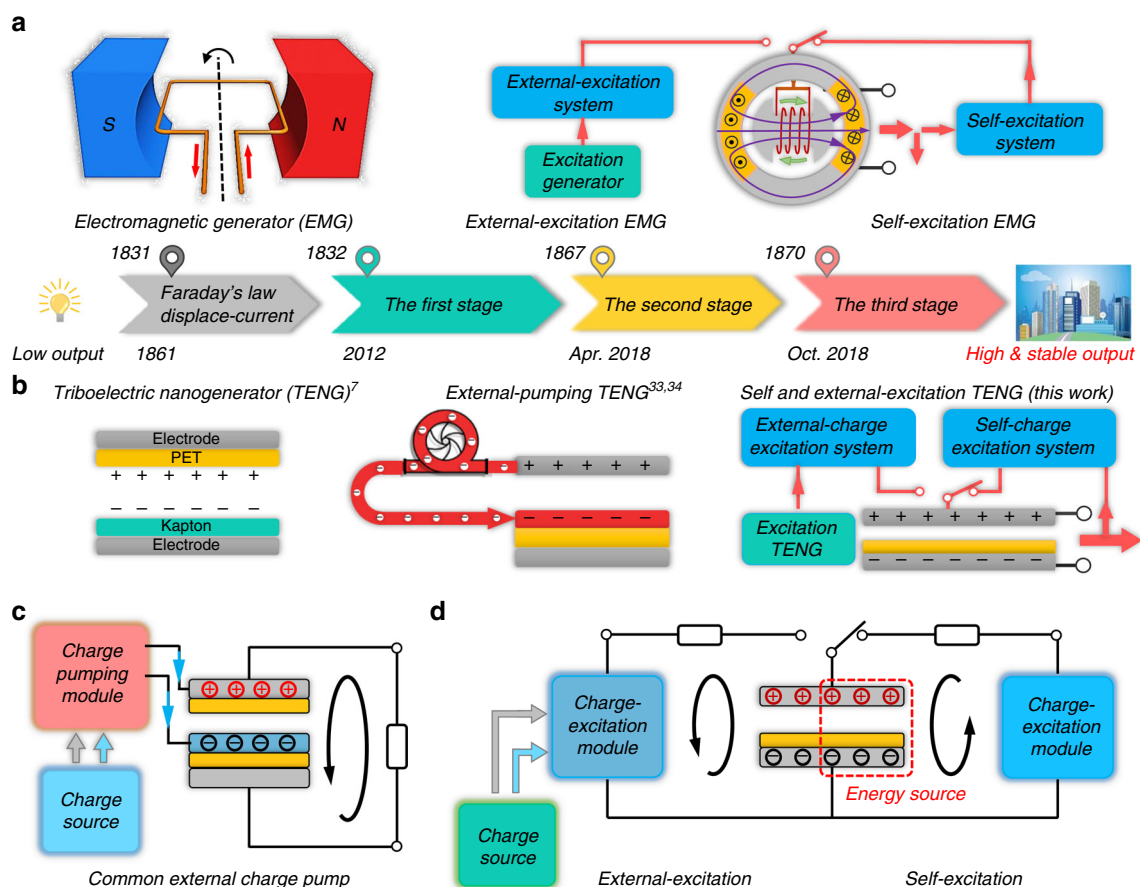 a
S
N
Electromagnetic generator (EMG)
External-excitation
system
Excitation
generator
External-excitation EMG
Self-excitation
system
Self-excitation EMG
1831
1832
1867
1870
Faraday's law
displace-current
The first stage
The second stage
The third stage
Low output
1861
2012
Apr. 2018
Oct. 2018
High & stable output
b
Triboelectric nanogenerator (TENG)7
Electrode
PET
+ + + + + +
− − − − − −
Kapton
Electrode
External-pumping TENG33,34
+ + + + +
− − − − −
Self and external-excitation TENG (this work)
External-charge
excitation system
Self-charge
excitation system
Excitation
TENG
+ + + + + + +
− − − − − − −
c
Charge
pumping
module
Charge
source
+ + + +
− − − −
Common external charge pump
d
Charge-
excitation
module
Charge
source
+ + + + +
− − − − −
Energy source
Charge-
excitation
module
External-excitation
Self-excitation